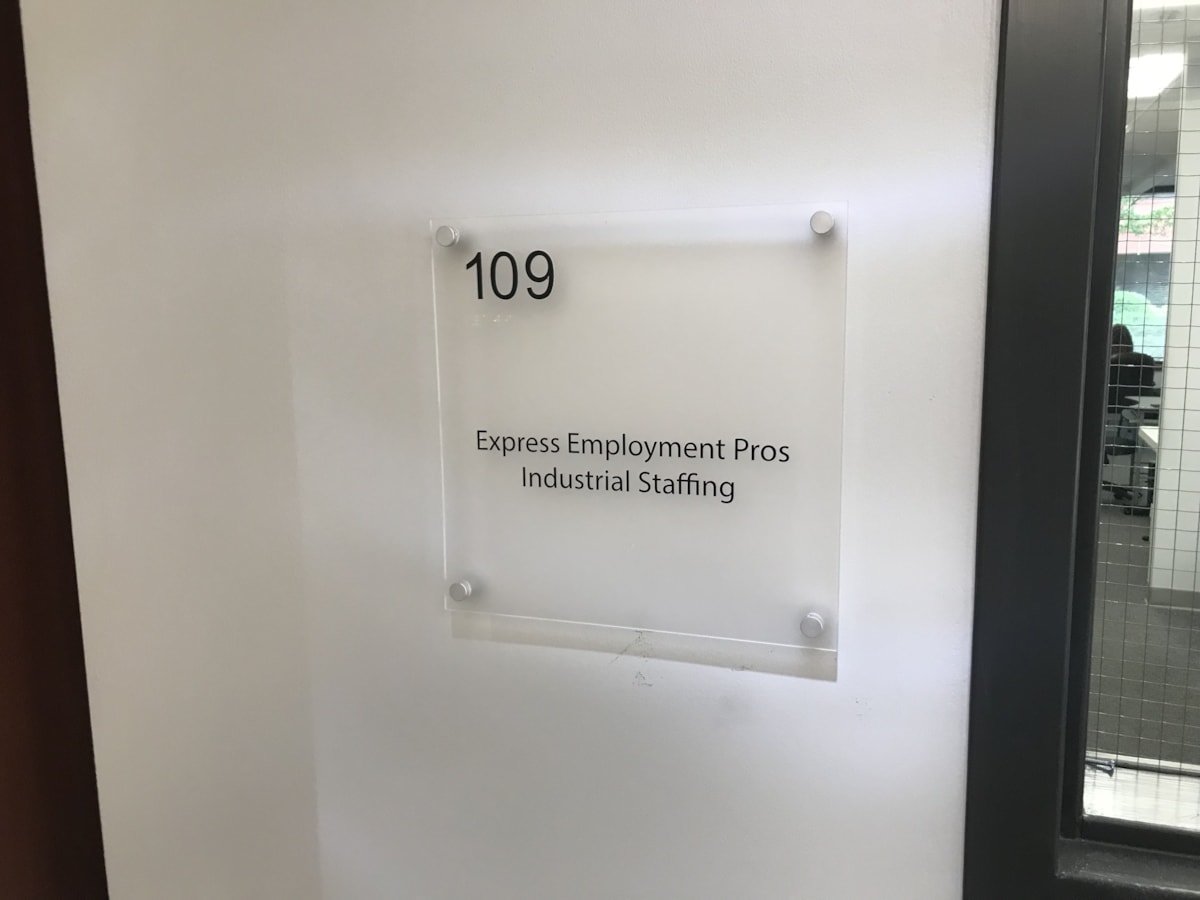 109
Express Employment Pros
Industrial Staffing